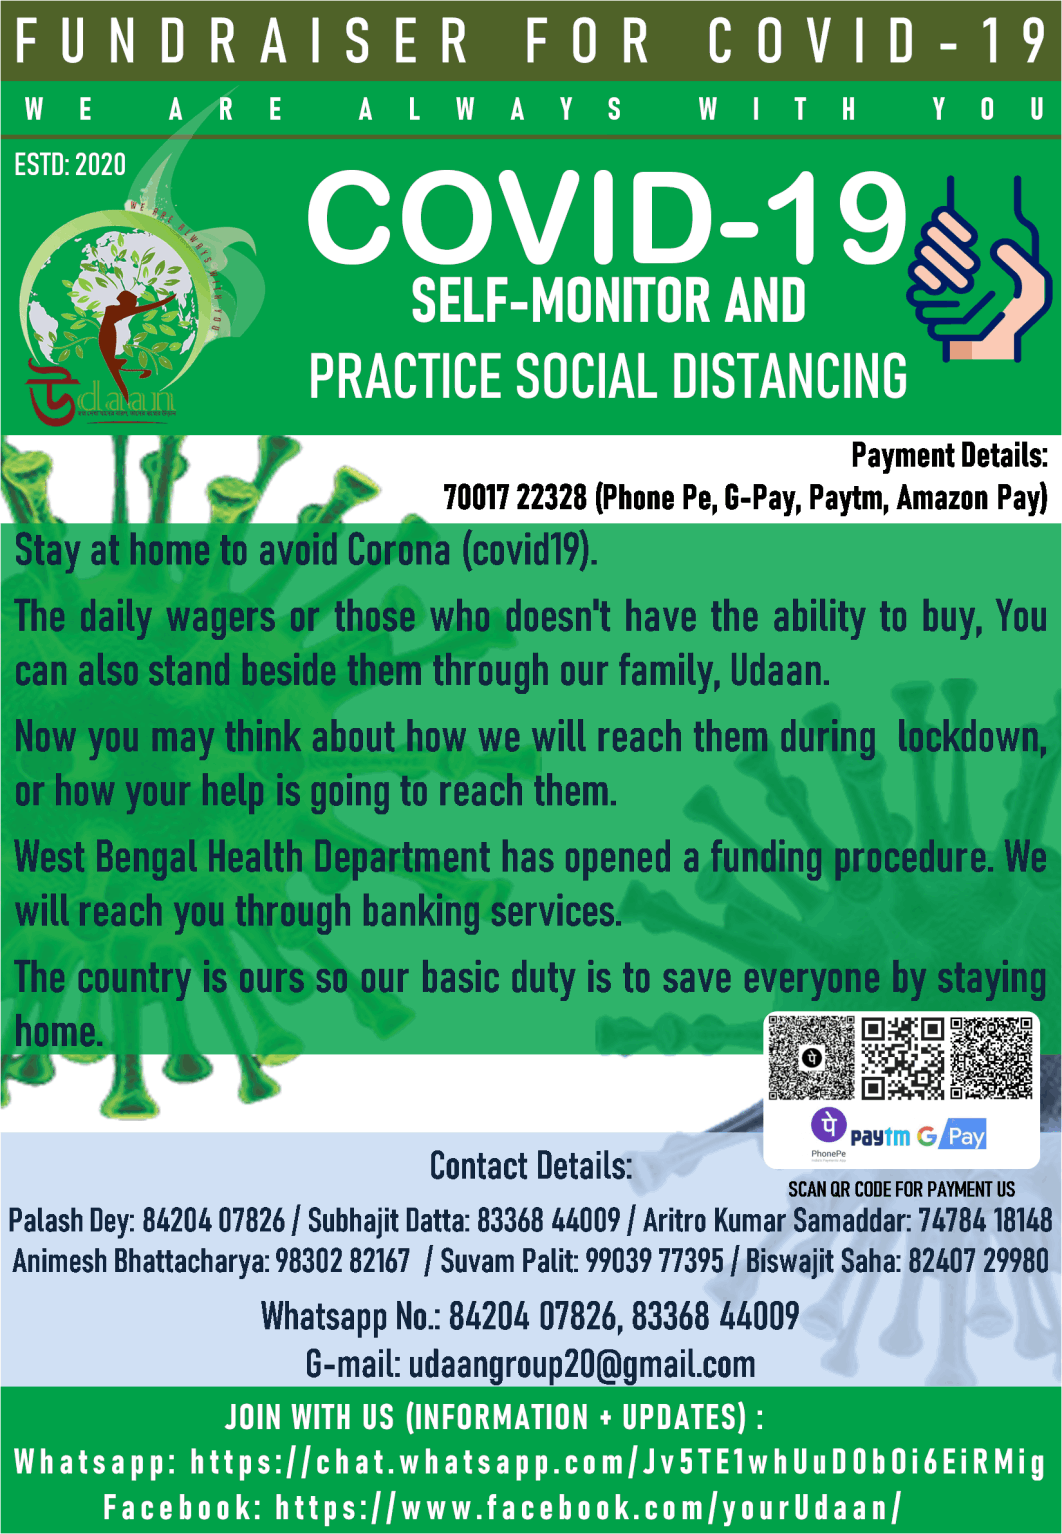 FUNDRAISER FOR COVID-19
WE ARE ALWAYS WITH YOU
ESTD: 2020
WE ARE ALWAYS WITH YOU
COVID-19
SELF-MONITOR AND
PRACTICE SOCIAL DISTANCING
উdaan
Payment Details:
70017 22328 (Phone Pe, G-Pay, Paytm, Amazon Pay)
Stay at home to avoid Corona (covid19).
The daily wagers or those who doesn't have the ability to buy, You
can also stand beside them through our family, Udaan.
Now you may think about how we will reach them during lockdown,
or how your help is going to reach them.
West Bengal Health Department has opened a funding procedure. We
will reach you through banking services.
The country is ours so our basic duty is to save everyone by staying
home.
पे
पे
PhonePe
paytm
G Pay
SCAN QR CODE FOR PAYMENT US
Contact Details:
Palash Dey: 84204 07826 / Subhajit Datta: 83368 44009 / Aritro Kumar Samaddar: 74784 18148
Animesh Bhattacharya: 98302 82167 / Suvam Palit: 99039 77395 / Biswajit Saha: 82407 29980
Whatsapp No.: 84204 07826, 83368 44009
G-mail: udaangroup20@gmail.com
JOIN WITH US (INFORMATION + UPDATES) :
Whatsapp: https://chat.whatsapp.com/Jv5TE1whUuD0bOi6EiRMig
Facebook: https://www.facebook.com/yourUdaan/